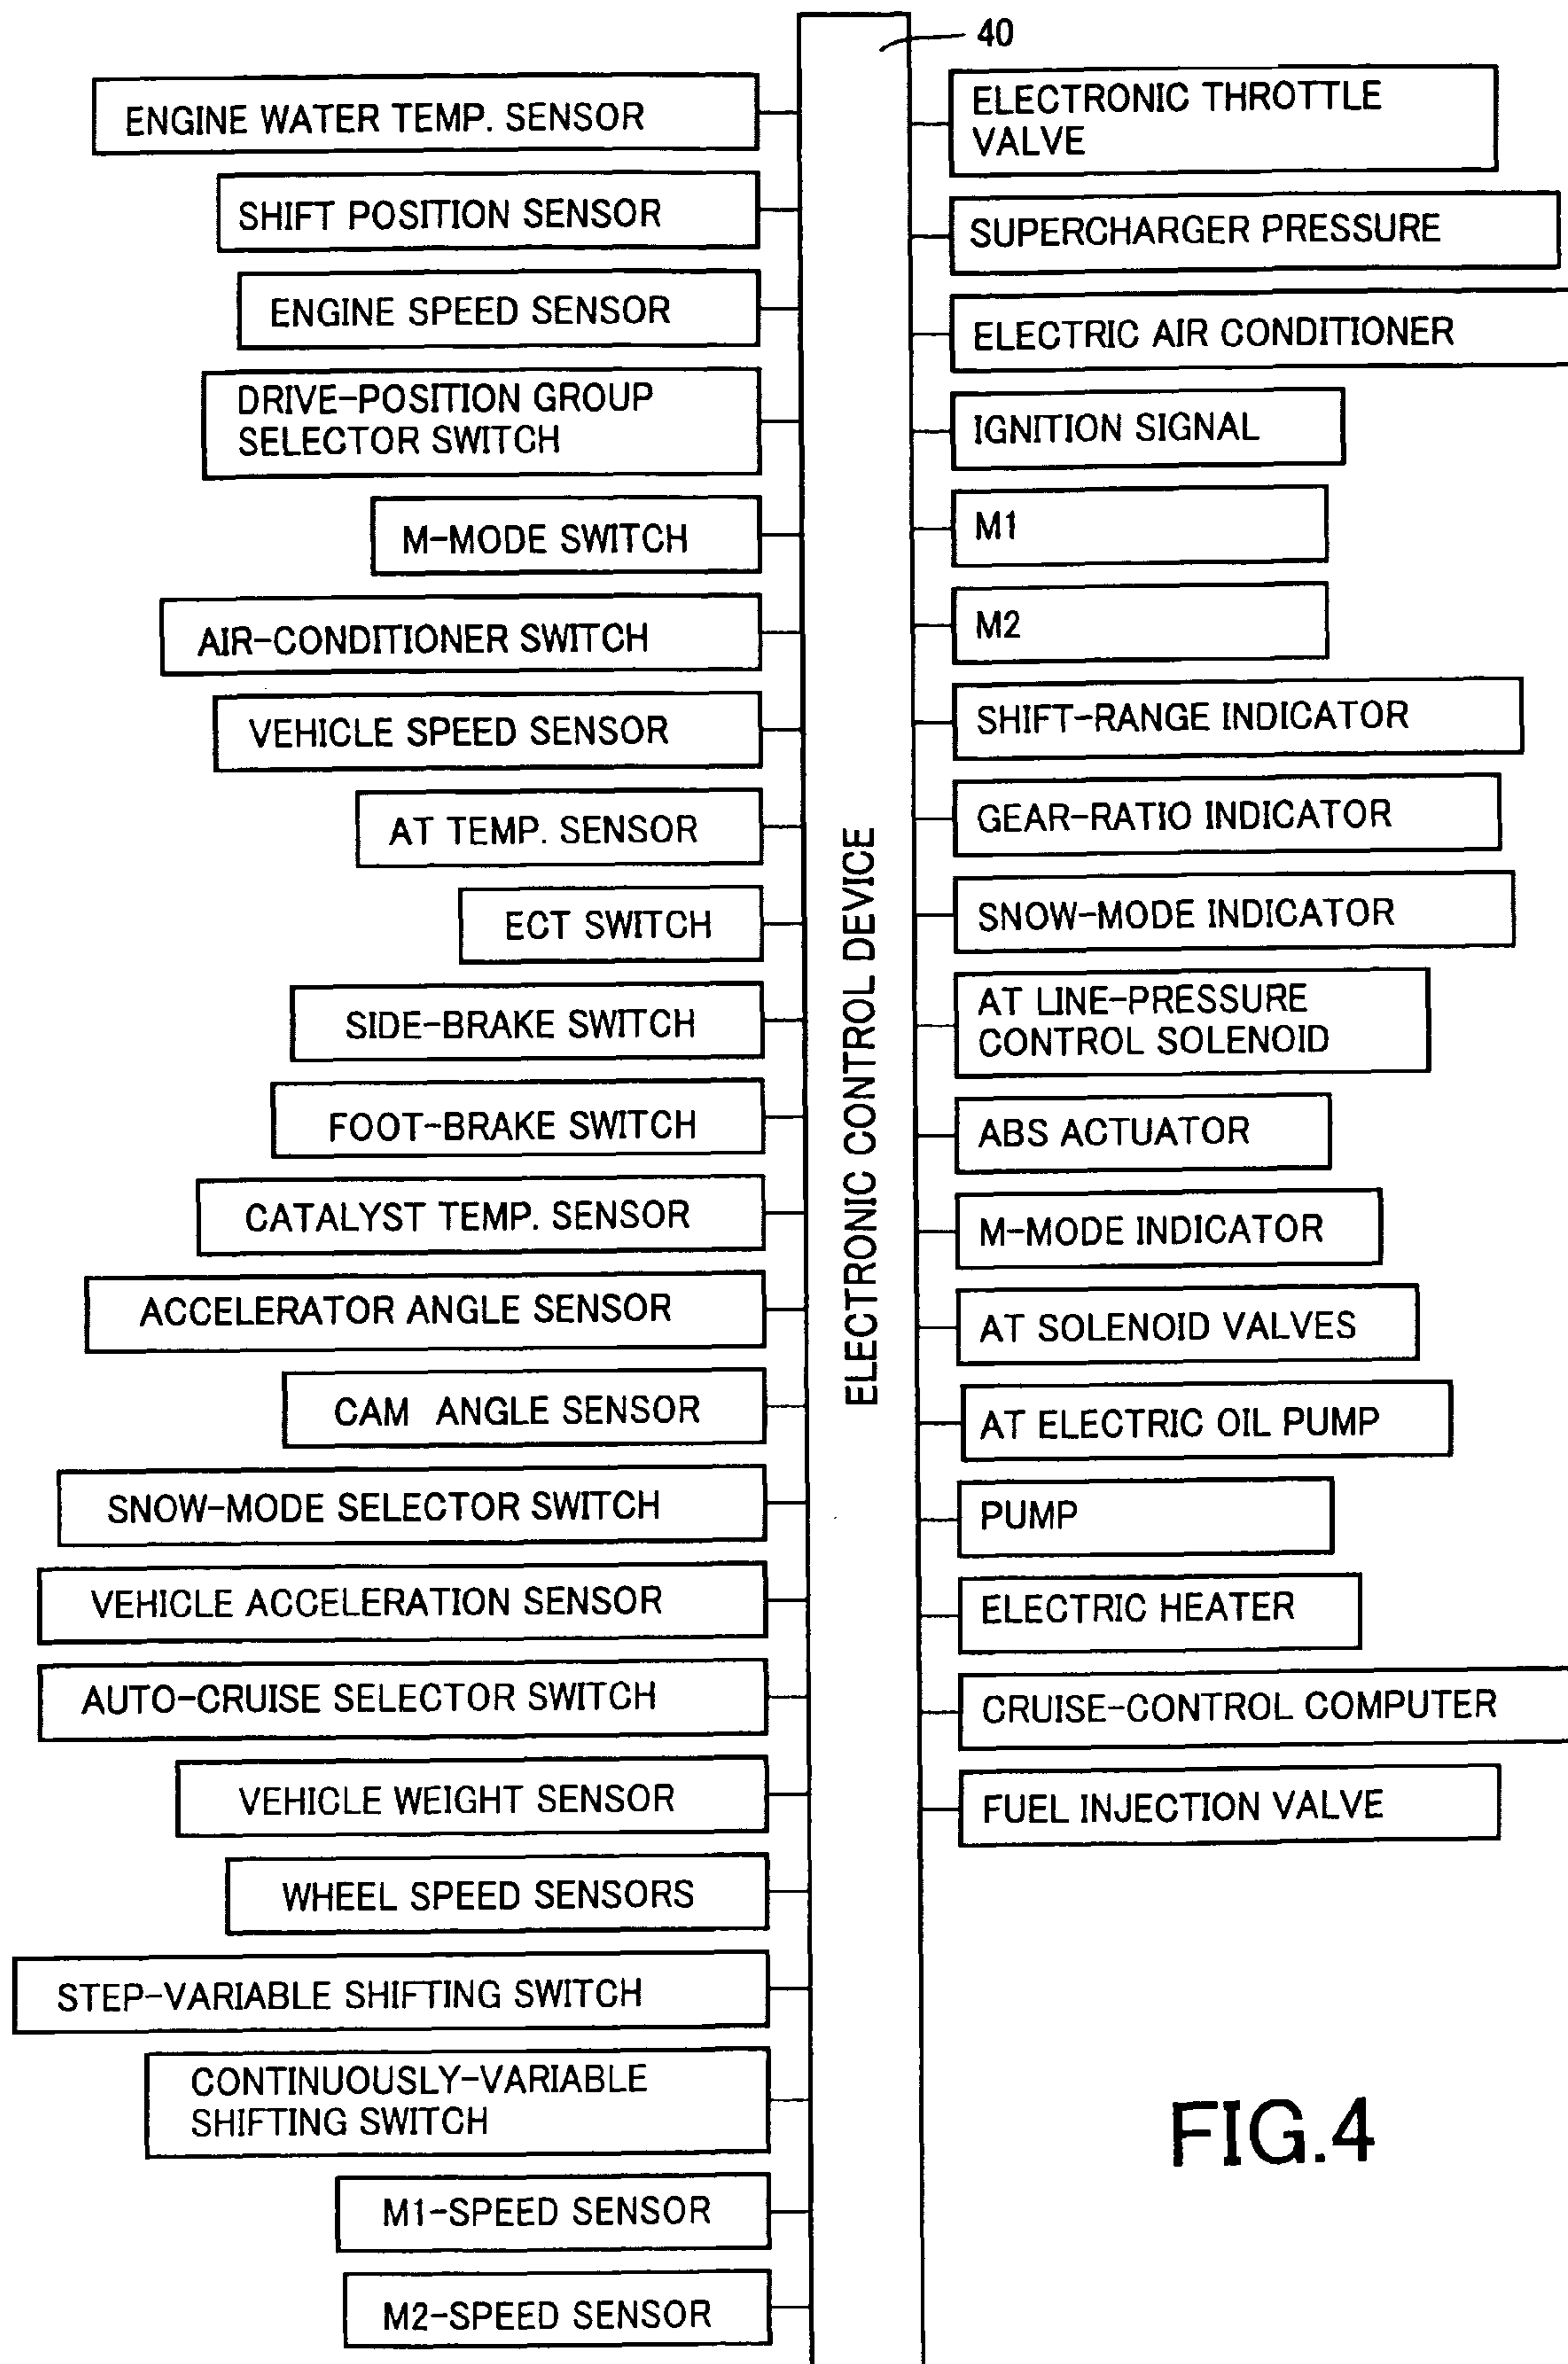 40
ENGINE WATER TEMP. SENSOR
SHIFT POSITION SENSOR
ENGINE SPEED SENSOR
DRIVE-POSITION GROUP
SELECTOR SWITCH
M-MODE SWITCH
AIR-CONDITIONER SWITCH
VEHICLE SPEED SENSOR
AT TEMP. SENSOR
ECT SWITCH
SIDE-BRAKE SWITCH
FOOT-BRAKE SWITCH
CATALYST TEMP. SENSOR
ACCELERATOR ANGLE SENSOR
CAM ANGLE SENSOR
SNOW-MODE SELECTOR SWITCH
VEHICLE ACCELERATION SENSOR
AUTO-CRUISE SELECTOR SWITCH
VEHICLE WEIGHT SENSOR
WHEEL SPEED SENSORS
STEP-VARIABLE SHIFTING SWITCH
CONTINUOUSLY-VARIABLE
SHIFTING SWITCH
M1-SPEED SENSOR
M2-SPEED SENSOR
ELECTRONIC CONTROL DEVICE
ELECTRONIC THROTTLE
VALVE
SUPERCHARGER PRESSURE
ELECTRIC AIR CONDITIONER
IGNITION SIGNAL
M1
M2
SHIFT-RANGE INDICATOR
GEAR-RATIO INDICATOR
SNOW-MODE INDICATOR
AT LINE-PRESSURE
CONTROL SOLENOID
ABS ACTUATOR
M-MODE INDICATOR
AT SOLENOID VALVES
AT ELECTRIC OIL PUMP
PUMP
ELECTRIC HEATER
CRUISE-CONTROL COMPUTER
FUEL INJECTION VALVE
FIG.4